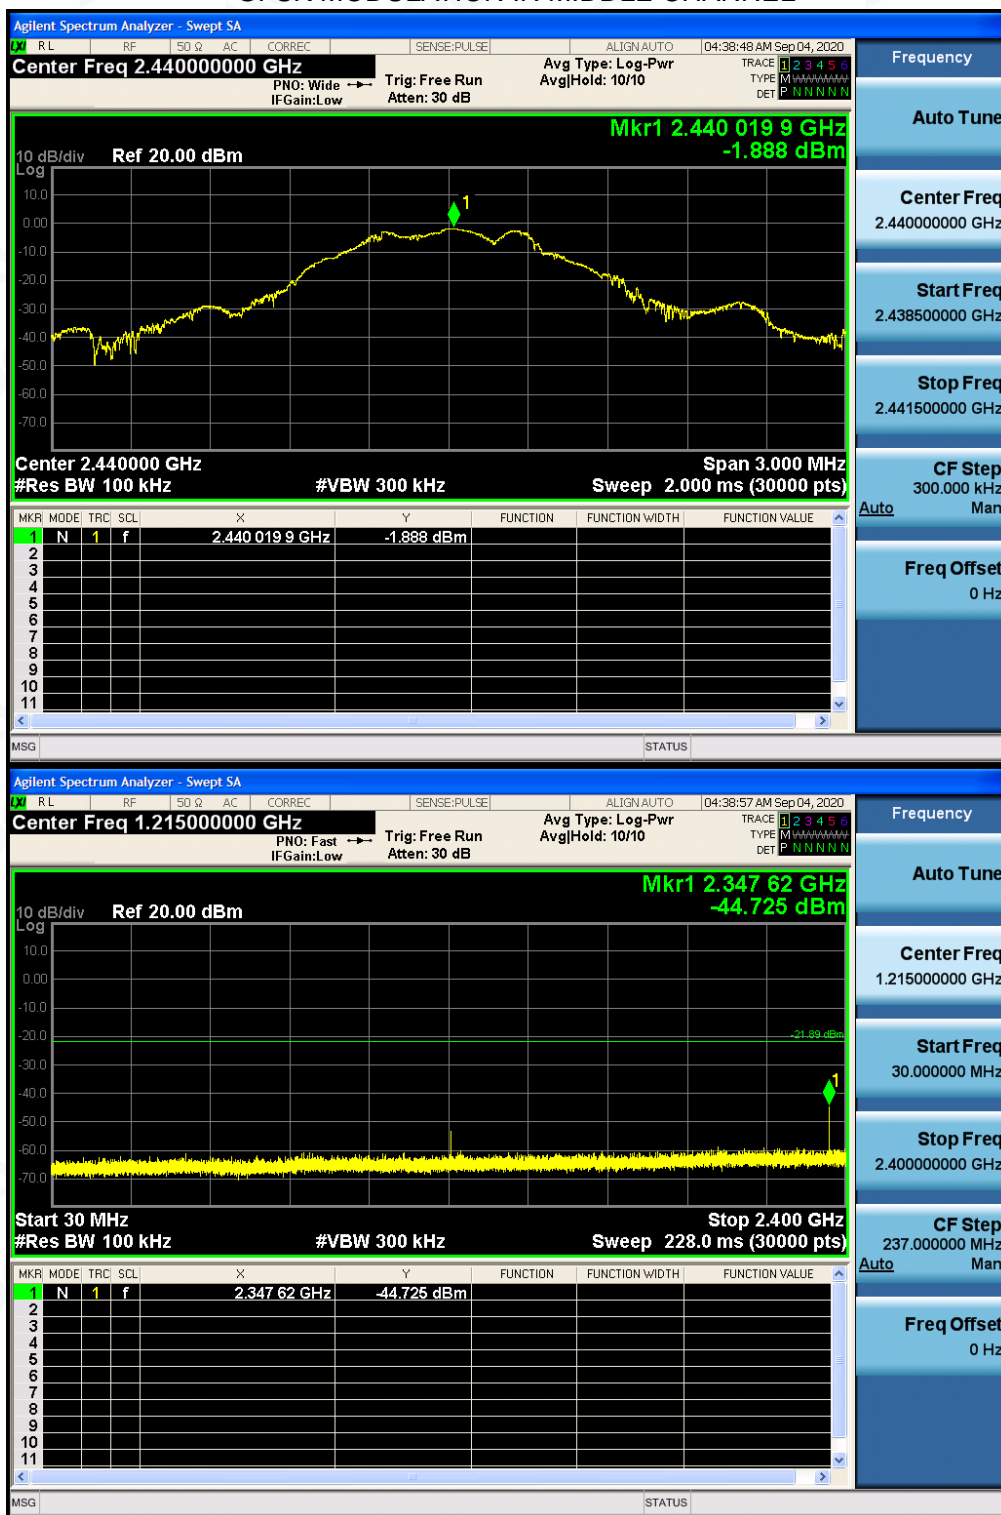 Agilent Spectrum Analyzer - Swept SA
LXI RL RF 50 Ω AC CORREC SENSE:PULSE ALIGN AUTO 04:38:48 AM Sep 04, 2020
Center Freq 2.440000000 GHz
PNO: Wide
IFGain:Low
Trig: Free Run
Atten: 30 dB
Avg Type: Log-Pwr
Avg|Hold: 10/10
TRACE 1 2 3 4 5 6
TYPE M
DET P N N N N N
Mkr1 2.440 019 9 GHz
-1.888 dBm
10 dB/div Ref 20.00 dBm
Log
10.0
0.00
-10.0
-20.0
-30.0
-40.0
-50.0
-60.0
-70.0
1
Center 2.440000 GHz Span 3.000 MHz
#Res BW 100 kHz #VBW 300 kHz Sweep 2.000 ms (30000 pts)
MKR MODE TRC SCL X Y FUNCTION FUNCTION WIDTH FUNCTION VALUE
1 N 1 f 2.440 019 9 GHz -1.888 dBm
2
3
4
5
6
7
8
9
10
11
MSG STATUS
Frequency
Auto Tune
Center Freq
2.440000000 GHz
Start Freq
2.438500000 GHz
Stop Freq
2.441500000 GHz
CF Step
300.000 kHz
Auto Man
Freq Offset
0 Hz
Agilent Spectrum Analyzer - Swept SA
LXI RL RF 50 Ω AC CORREC SENSE:PULSE ALIGN AUTO 04:38:57 AM Sep 04, 2020
Center Freq 1.215000000 GHz
PNO: Fast
IFGain:Low
Trig: Free Run
Atten: 30 dB
Avg Type: Log-Pwr
Avg|Hold: 10/10
TRACE 1 2 3 4 5 6
TYPE M
DET P N N N N N
Mkr1 2.347 62 GHz
-44.725 dBm
10 dB/div Ref 20.00 dBm
Log
10.0
0.00
-10.0
-20.0
-30.0
-40.0
-50.0
-60.0
-70.0
-21.89 dBm
1
Start 30 MHz Stop 2.400 GHz
#Res BW 100 kHz #VBW 300 kHz Sweep 228.0 ms (30000 pts)
MKR MODE TRC SCL X Y FUNCTION FUNCTION WIDTH FUNCTION VALUE
1 N 1 f 2.347 62 GHz -44.725 dBm
2
3
4
5
6
7
8
9
10
11
MSG STATUS
Frequency
Auto Tune
Center Freq
1.215000000 GHz
Start Freq
30.000000 MHz
Stop Freq
2.400000000 GHz
CF Step
237.000000 MHz
Auto Man
Freq Offset
0 Hz